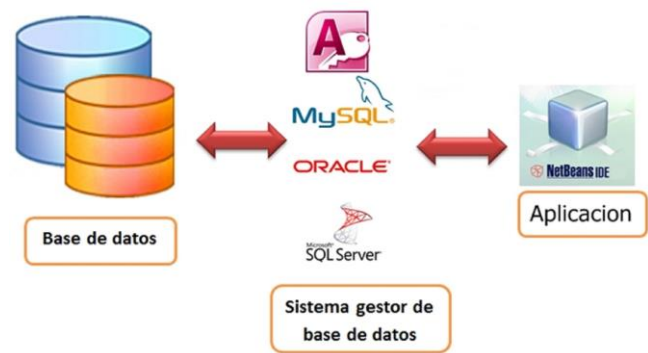 A
MySQL®
ORACLE®
Microsoft®
SQL Server®
NetBeans IDE
Base de datos
Aplicacion
Sistema gestor de
base de datos